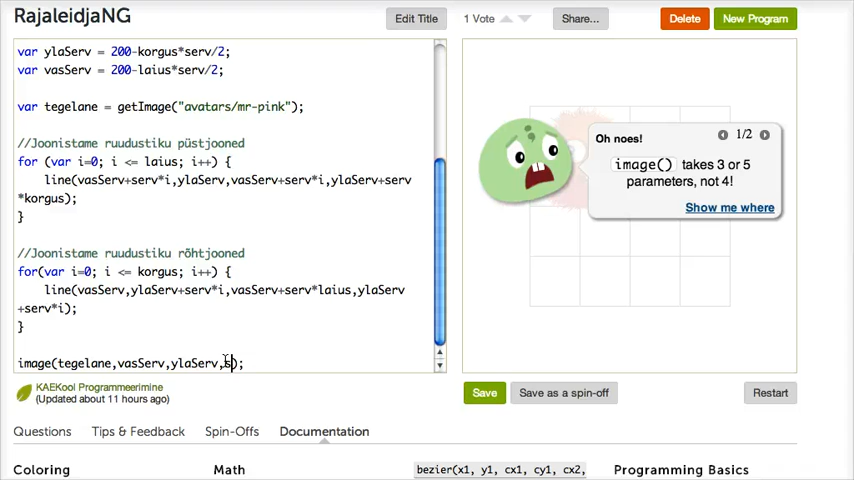 RajaleidjaNG
Edit Title
1 Vote
Share...
Delete
New Program
var ylaServ = 200-korgus*serv/2;
var vasServ = 200-laius*serv/2;
var tegelane = getImage("avatars/mr-pink");
//Joonistame ruudustiku püstjooned
for (var i=0; i <= laius; i++) {
line(vasServ+serv*i,ylaServ,vasServ+serv*i,ylaServ+serv
*korgus);
}
//Joonistame ruudustiku rõhtjooned
for(var i=0; i <= korgus; i++) {
line(vasServ,ylaServ+serv*i,vasServ+serv*laius,ylaServ
+serv*i);
}
image(tegelane,vasServ,ylaServ,s);
Oh noes!
1/2
image() takes 3 or 5
parameters, not 4!
Show me where
KAEKool Programmeerimine
(Updated about 11 hours ago)
Save
Save as a spin-off
Restart
Questions
Tips & Feedback
Spin-Offs
Documentation
Coloring
Math
bezier(x1, y1, cx1, cy1, cx2,
Programming Basics